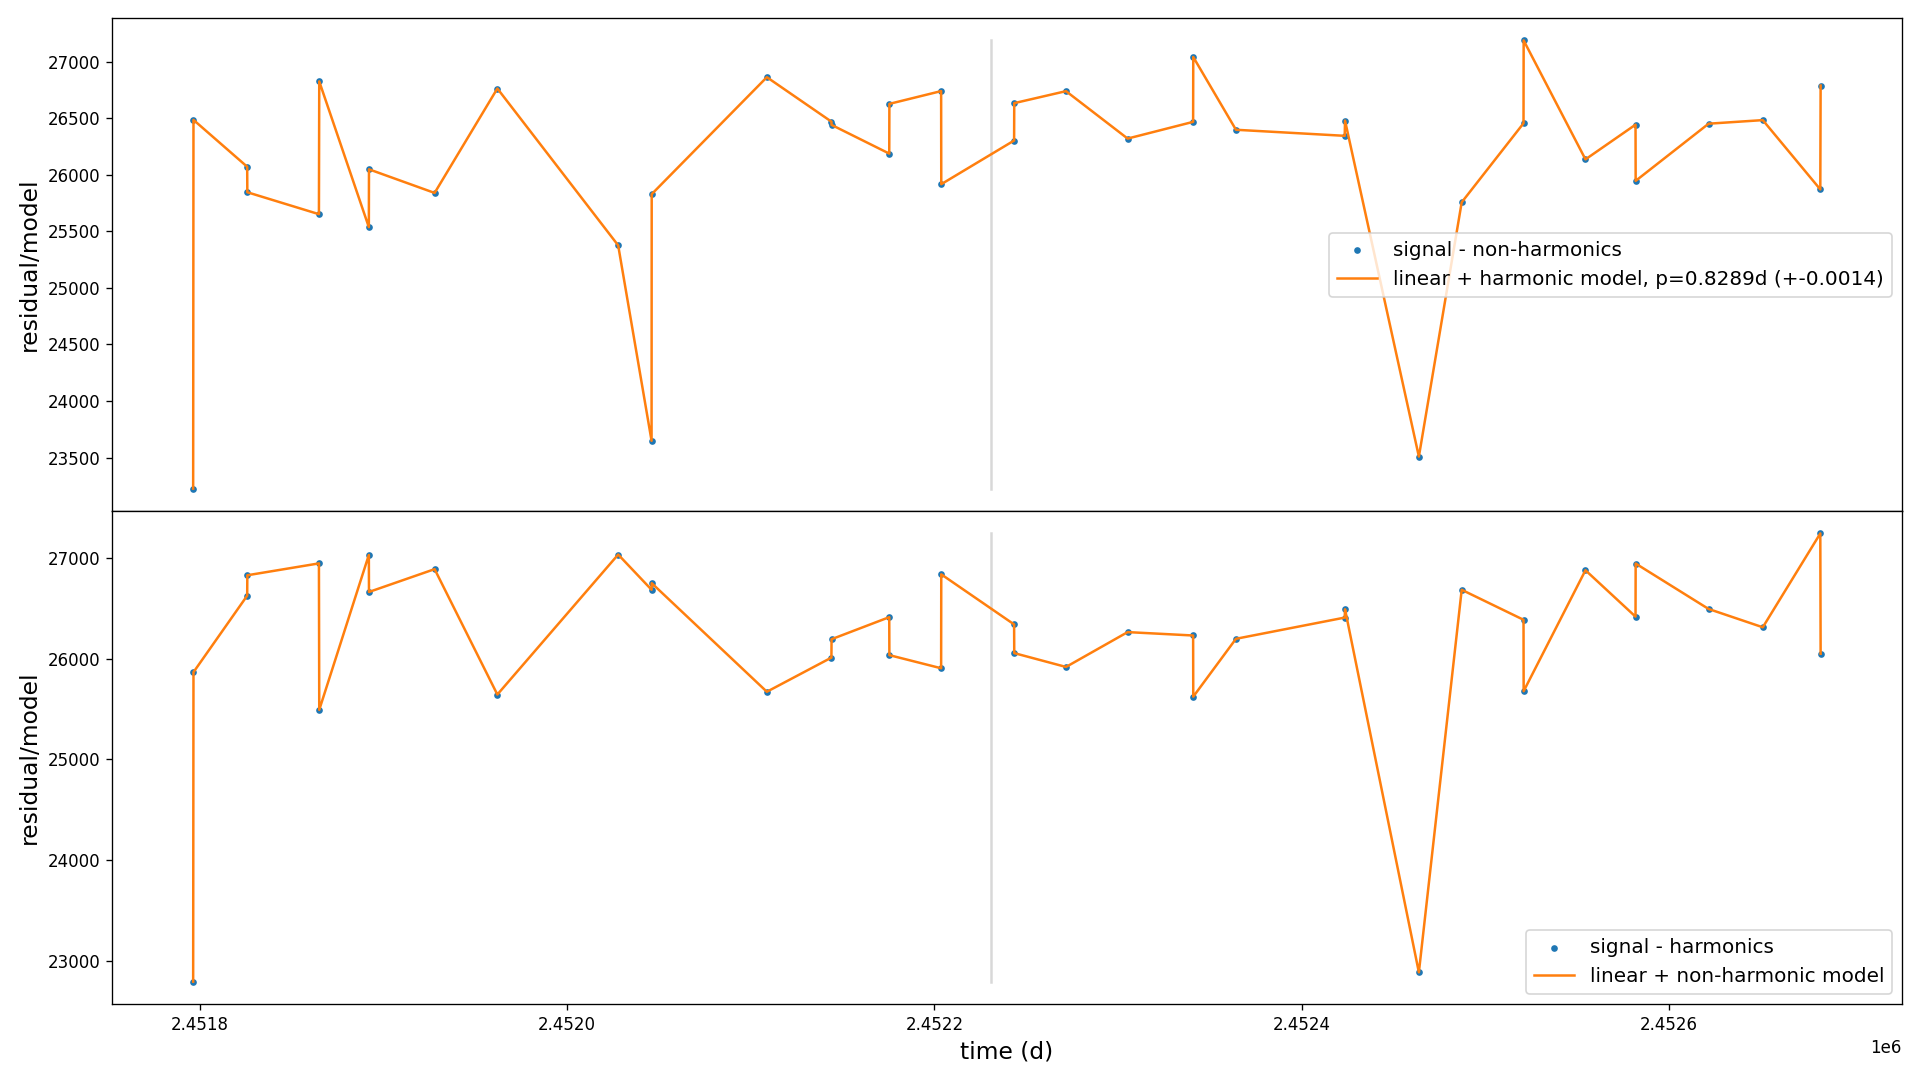 27000
26500
26000
25500
25000
24500
24000
23500
residual/model
signal - non-harmonics
linear + harmonic model, p=0.8289d (+-0.0014)
27000
26000
25000
24000
23000
residual/model
signal - harmonics
linear + non-harmonic model
2.4518
2.4520
2.4522
2.4524
2.4526
1e6
time (d)